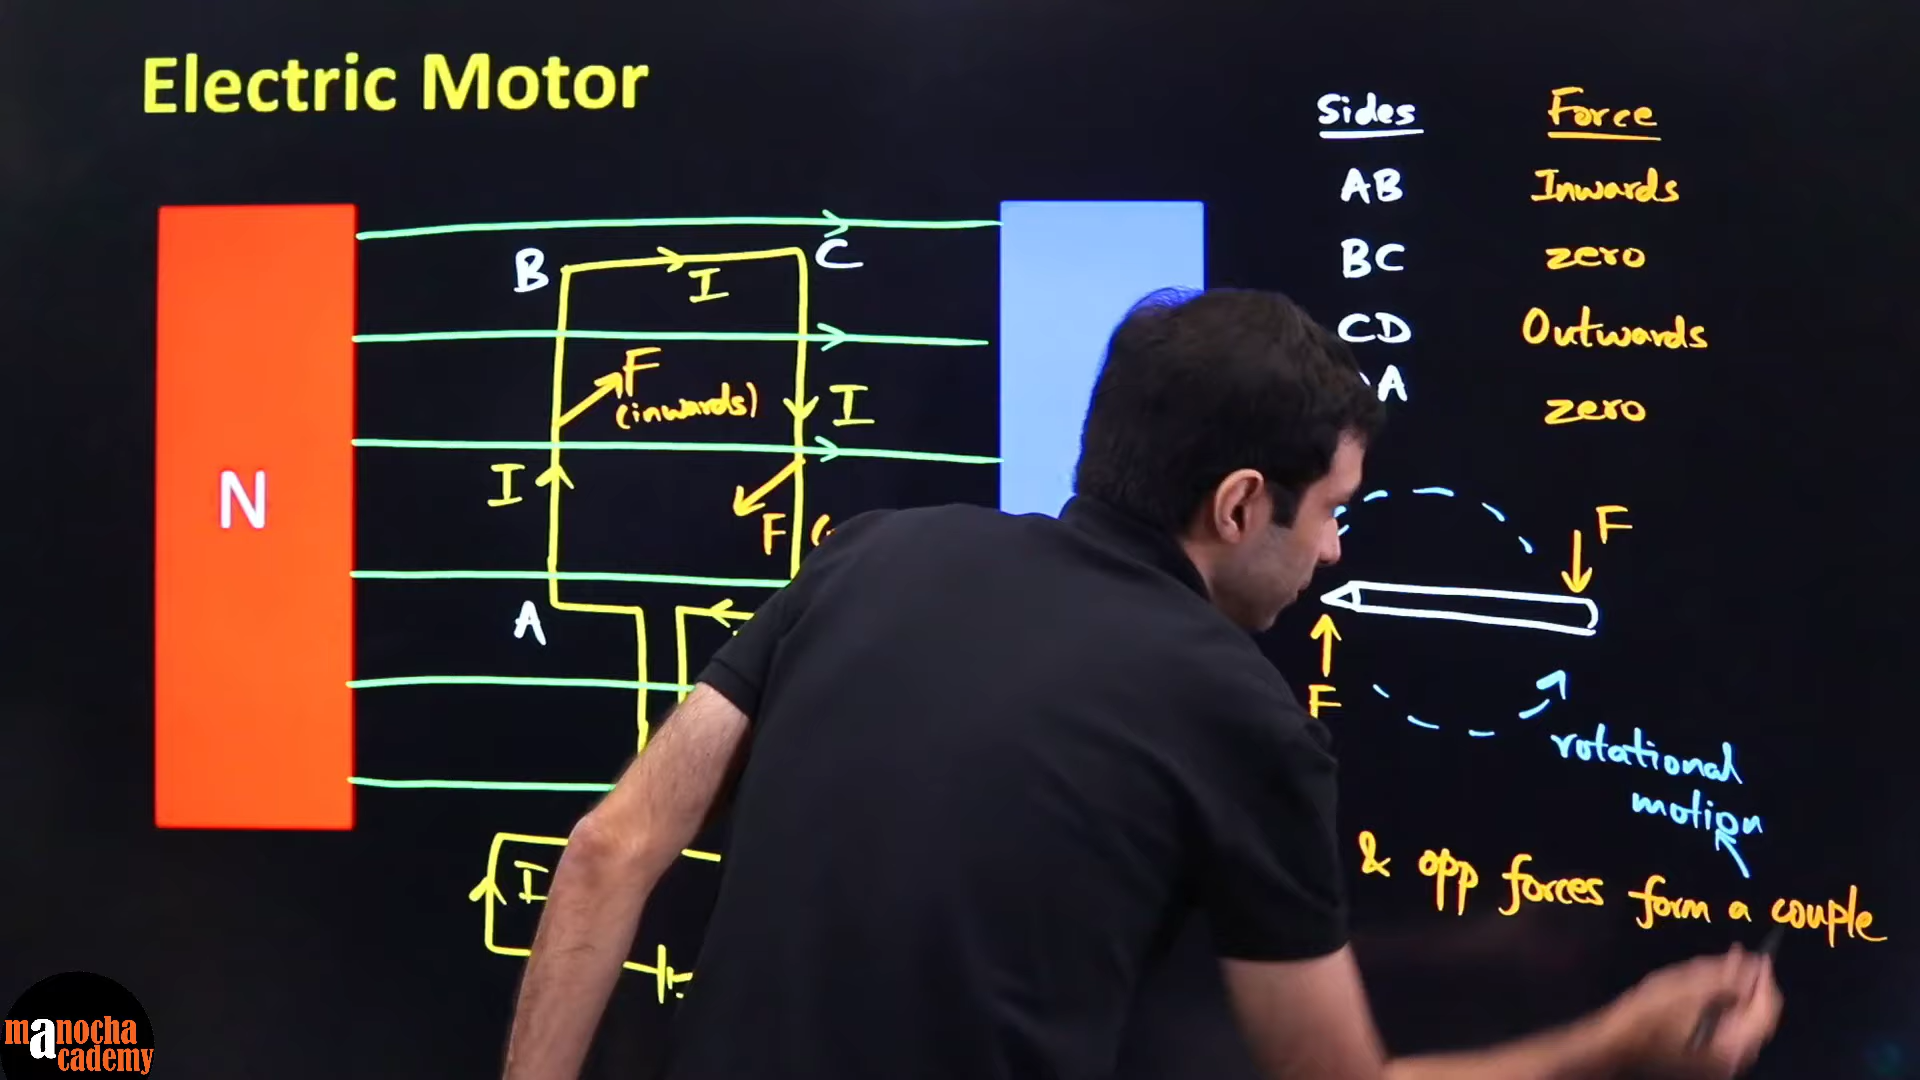 Electric Motor
Sides Force
AB Inwards
BC zero
CD Outwards
A zero
B
C
I
F
(inwards)
I
I
N
F (
A
I
F
F
rotational
motion
& opp forces form a couple
manocha
academy